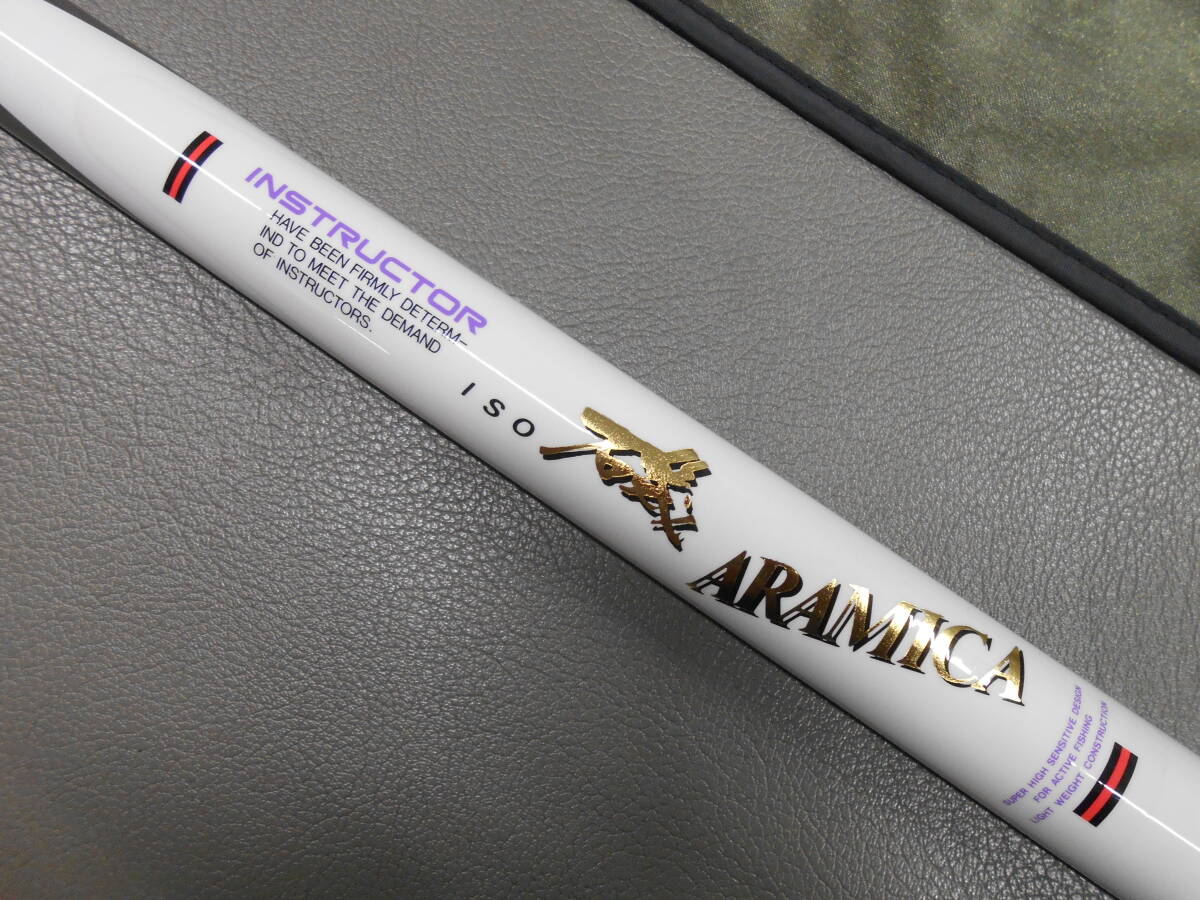 INSTRUCTOR
HAVE BEEN FIRMLY DETERM-
IND TO MEET THE DEMAND
OF INSTRUCTORS.
ISO
ARAMICA
SUPER HIGH SENSITIVE DESIGN
FOR ACTIVE FISHING
LIGHT WEIGHT CONSTRUCTION